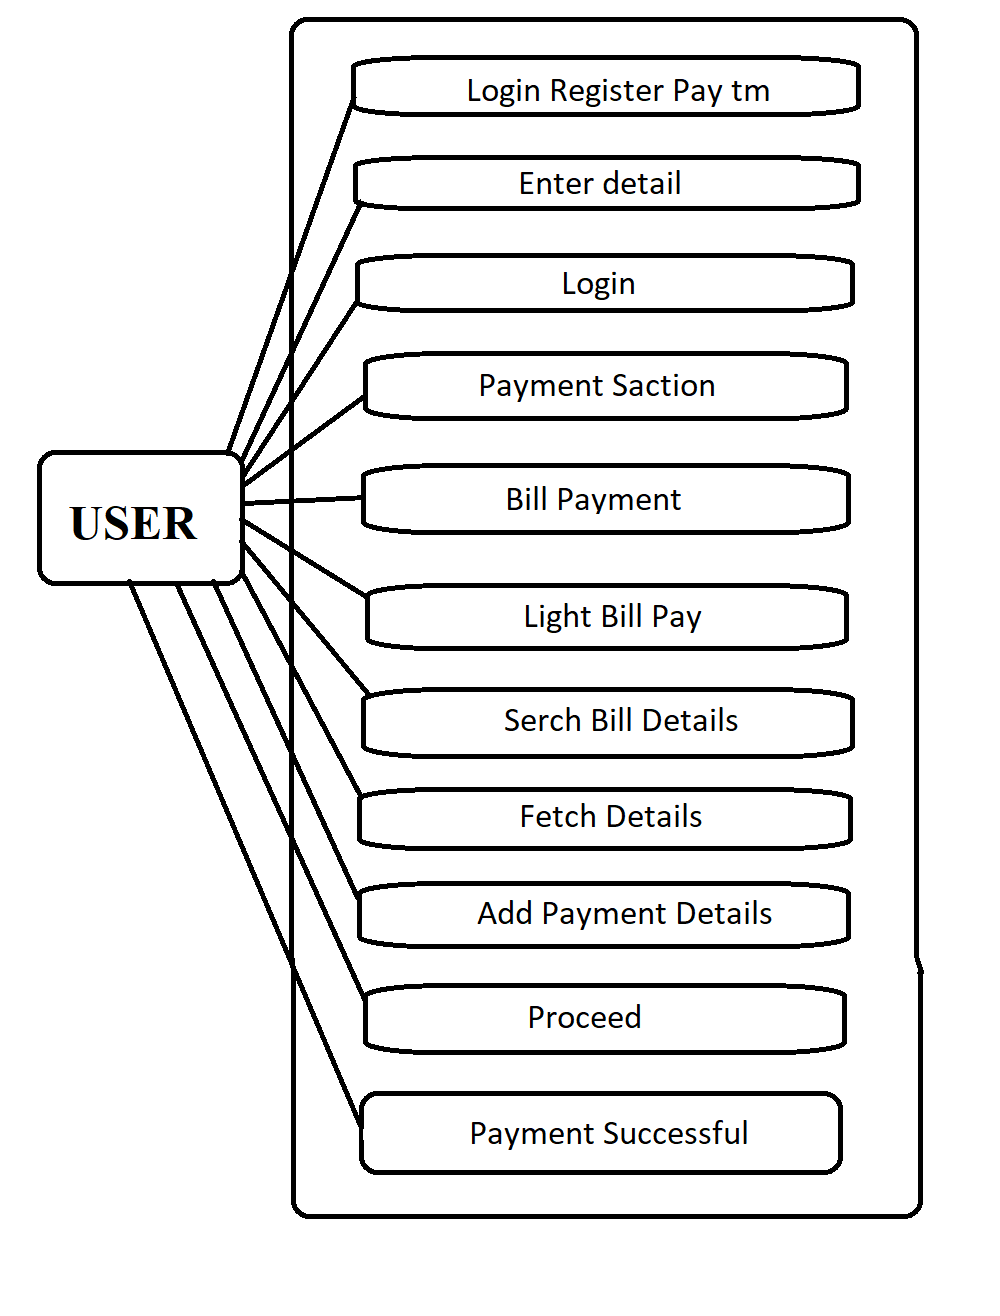 Login Register Pay tm
Enter detail
Login
Payment Saction
Bill Payment
USER
Light Bill Pay
Serch Bill Details
Fetch Details
Add Payment Details
Proceed
Payment Successful